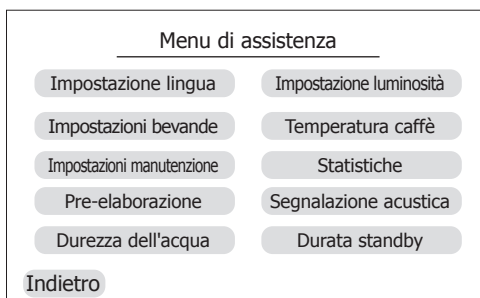 Menu di assistenza
Impostazione lingua
Impostazione luminosità
Impostazioni bevande
Temperatura caffè
Impostazioni manutenzione
Statistiche
Pre-elaborazione
Segnalazione acustica
Durezza dell'acqua
Durata standby
Indietro